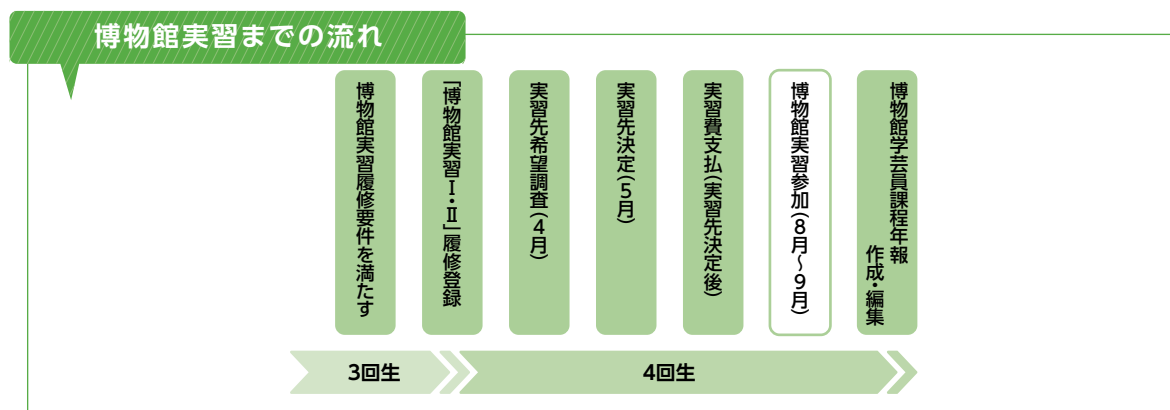 博物館実習までの流れ
博物館実習履修要件を満たす
「博物館実習Ⅰ・Ⅱ」履修登録
実習先希望調査(4月)
実習先決定(5月)
実習費支払(実習先決定後)
博物館実習参加(8月～9月)
博物館学芸員課程年報
作成・編集
3回生
4回生